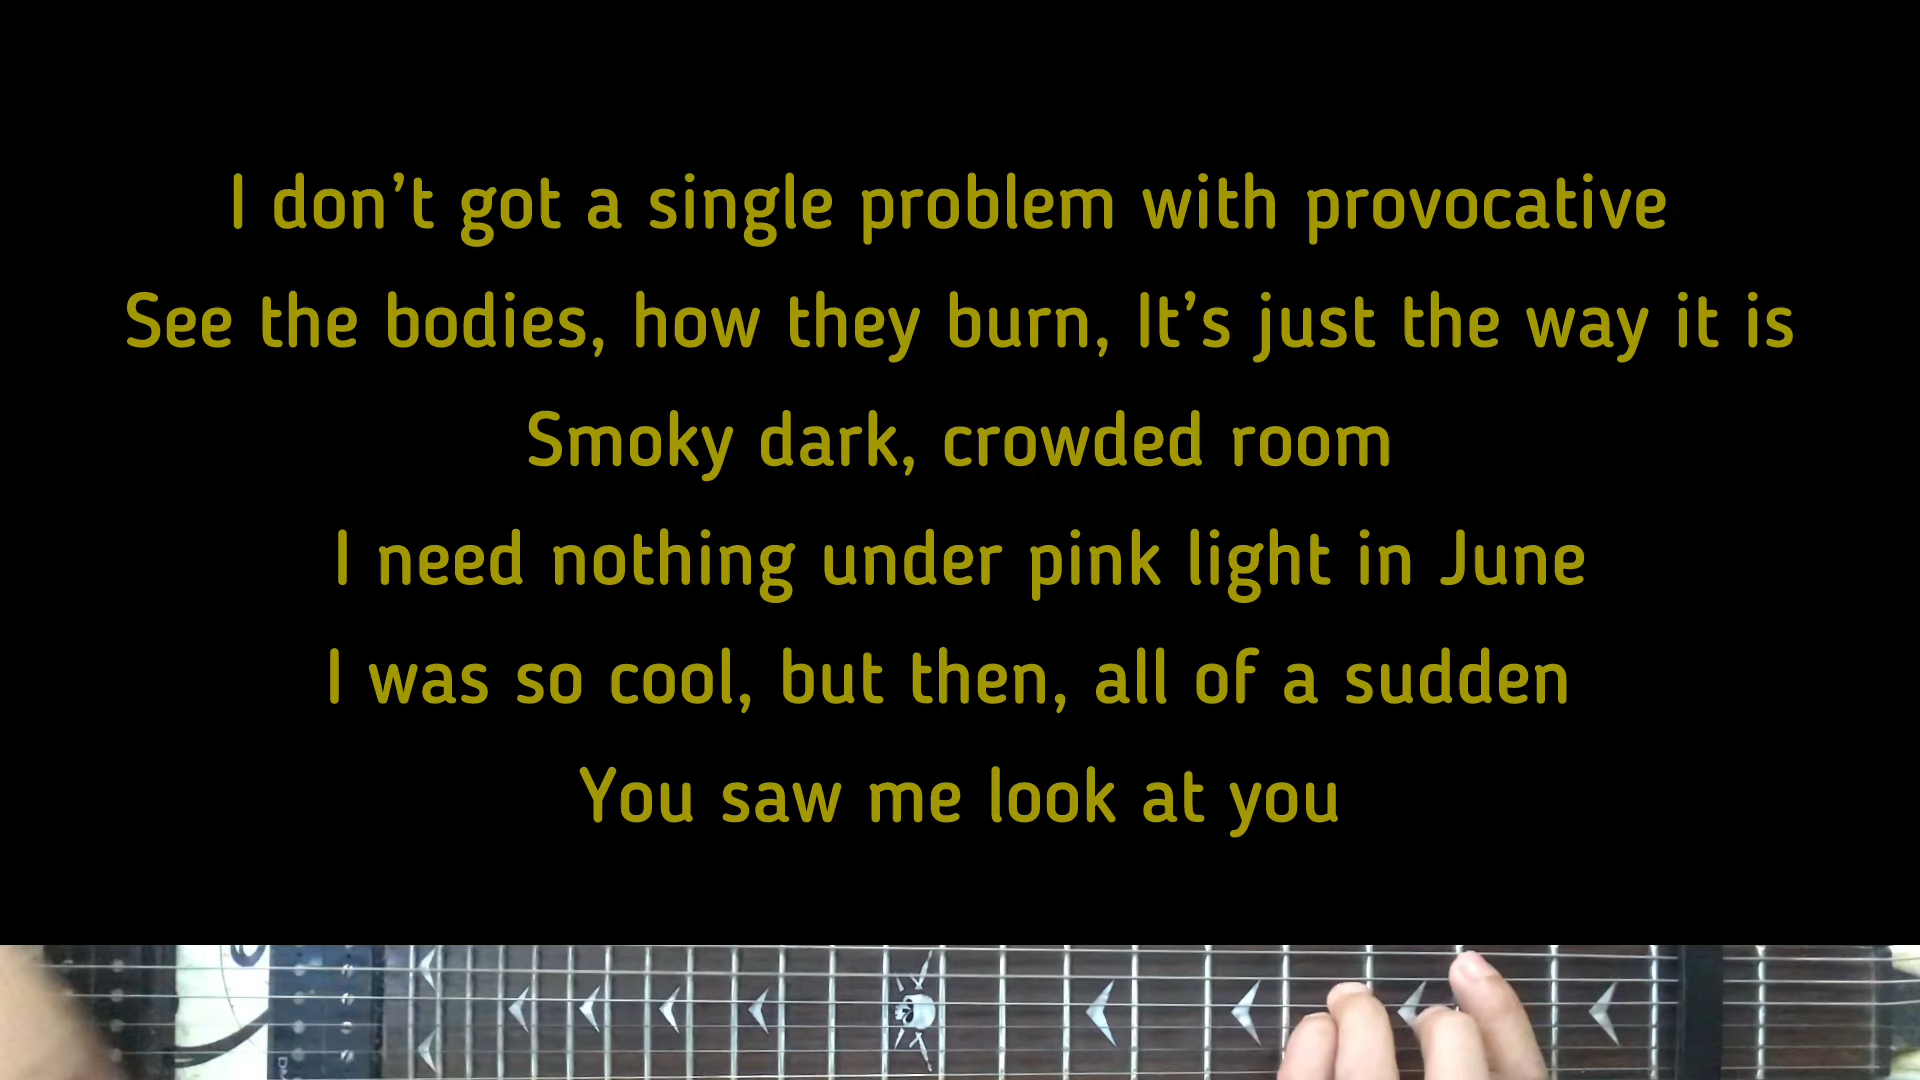 I don’t got a single problem with provocative
See the bodies, how they burn, It’s just the way it is
Smoky dark, crowded room
I need nothing under pink light in June
I was so cool, but then, all of a sudden
You saw me look at you